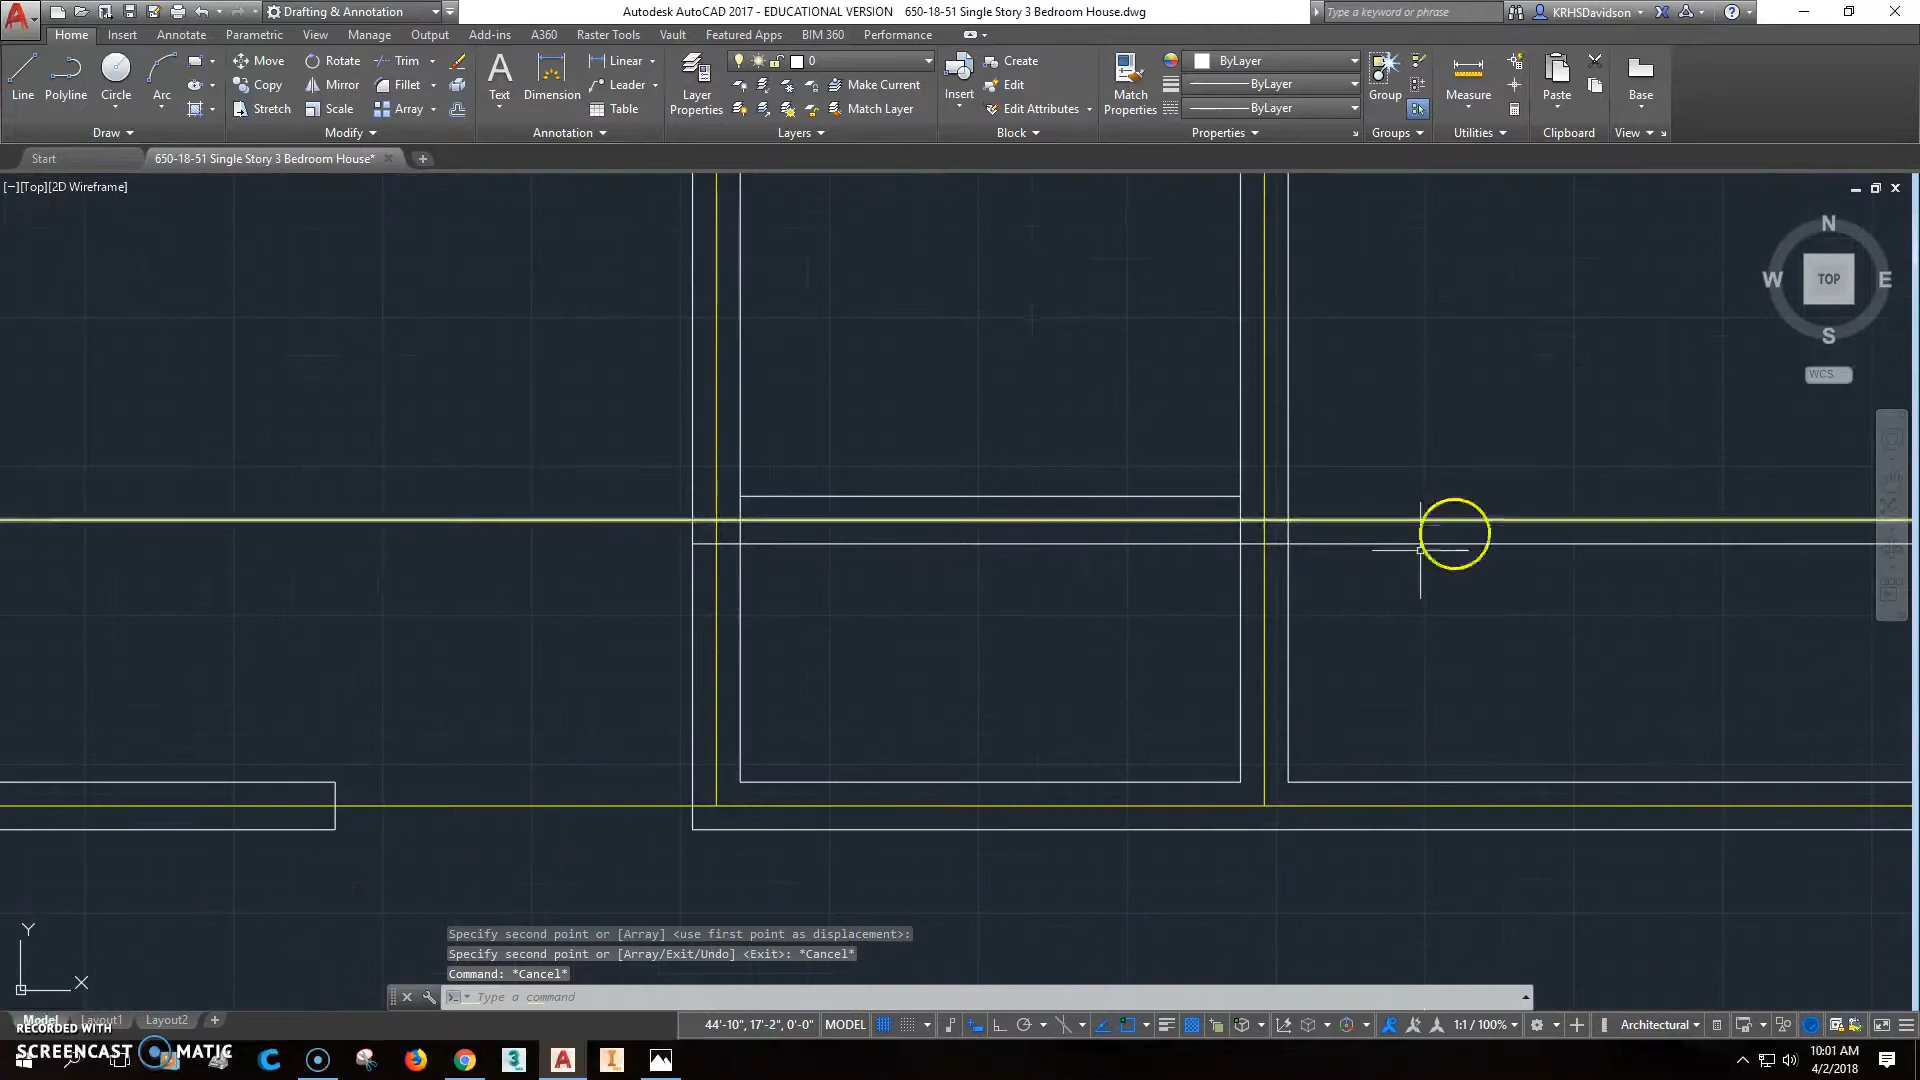 Drafting & Annotation
Autodesk AutoCAD 2017 - EDUCATIONAL VERSION 650-18-51 Single Story 3 Bedroom House.dwg
Type a keyword or phrase
KRHSDavidson
Home Insert Annotate Parametric View Manage Output Add-ins A360 Raster Tools Vault Featured Apps BIM 360 Performance
Line Polyline Circle Arc
Move Rotate Trim
Copy Mirror Fillet
Stretch Scale Array
Text Dimension
Linear
Leader
Table
Layer Properties
0
Make Current
Match Layer
Insert
Create
Edit
Edit Attributes
Match Properties
ByLayer
ByLayer
ByLayer
Group
Measure
Paste
Base
Draw Modify Annotation Layers Block Properties Groups Utilities Clipboard View
Start 650-18-51 Single Story 3 Bedroom House*
[−][Top][2D Wireframe]
N
W TOP E
S
WCS
Y
X
Specify second point or [Array] <use first point as displacement>:
Specify second point or [Array/Exit/Undo] <Exit>: *Cancel*
Command: *Cancel*
Type a command
Model Layout1 Layout2
44'-10", 17'-2", 0'-0" MODEL
1:1 / 100%
Architectural
RECORDED WITH
SCREENCAST MATIC
10:01 AM
4/2/2018